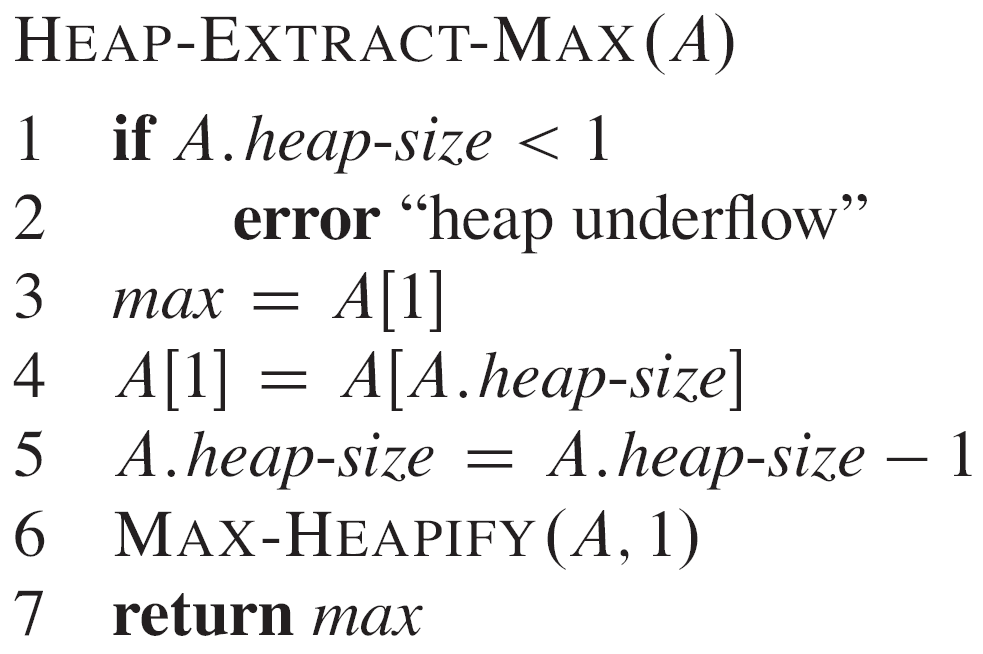 HEAP-EXTRACT-MAX(A)
1 if A.heap-size < 1
2 error “heap underflow”
3 max = A[1]
4 A[1] = A[A.heap-size]
5 A.heap-size = A.heap-size − 1
6 MAX-HEAPIFY(A, 1)
7 return max